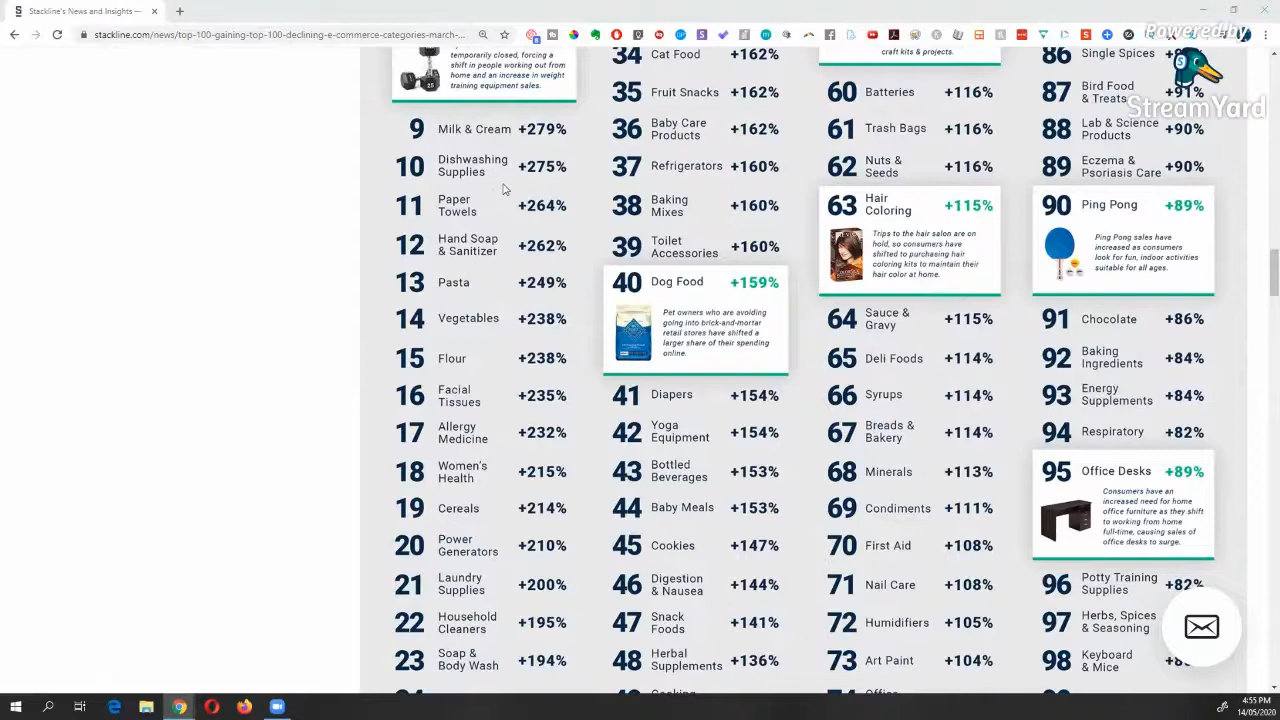 Stackline's News and Insights -
stackline.com/news/top-100-gaining-top-100-declining-e-commerce-categories-march-...
Powered by
StreamYard
temporarily closed, forcing a
shift in people working out from
home and an increase in weight
training equipment sales.
9 Milk & Cream +279%
10 Dishwashing
Supplies +275%
11 Paper
Towels +264%
12 Hand Soap
& Sanitizer +262%
13 Pasta +249%
14 Vegetables +238%
15 Flour +238%
16 Facial
Tissues +235%
17 Allergy
Medicine +232%
18 Women's
Health +215%
19 Cereals +214%
20 Power
Generators +210%
21 Laundry
Supplies +200%
22 Household
Cleaners +195%
23 Soap &
Body Wash +194%
34 Cat Food +162%
35 Fruit Snacks +162%
36 Baby Care
Products +162%
37 Refrigerators +160%
38 Baking
Mixes +160%
39 Toilet
Accessories +160%
40 Dog Food +159%
Pet owners who are avoiding
going into brick-and-mortar
retail stores have shifted a
larger share of their spending
online.
41 Diapers +154%
42 Yoga
Equipment +154%
43 Bottled
Beverages +153%
44 Baby Meals +153%
45 Cookies +147%
46 Digestion
& Nausea +144%
47 Snack
Foods +141%
48 Herbal
Supplements +136%
Cooking
craft kits & projects.
60 Batteries +116%
61 Trash Bags +116%
62 Nuts &
Seeds +116%
63 Hair
Coloring +115%
Trips to the hair salon are on
hold, so consumers have
shifted to purchasing hair
coloring kits to maintain their
hair color at home.
64 Sauce &
Gravy +115%
65 Deli Foods +114%
66 Syrups +114%
67 Breads &
Bakery +114%
68 Minerals +113%
69 Condiments +111%
70 First Aid +108%
71 Nail Care +108%
72 Humidifiers +105%
73 Art Paint +104%
Office
86 Single Spices
87 Bird Food
& Treats +91%
88 Lab & Science
Products +90%
89 Eczema &
Psoriasis Care +90%
90 Ping Pong +89%
Ping Pong sales have
increased as consumers
look for fun, indoor activities
suitable for all ages.
91 Chocolate +86%
92 Baking
Ingredients +84%
93 Energy
Supplements +84%
94 Respiratory +82%
95 Office Desks +89%
Consumers have an
increased need for home
office furniture as they shift
to working from home
full-time, causing sales of
office desks to surge.
96 Potty Training
Supplies +82%
97 Herbs, Spices
& Seasoning
98 Keyboard
& Mice
4:55 PM
14/05/2020